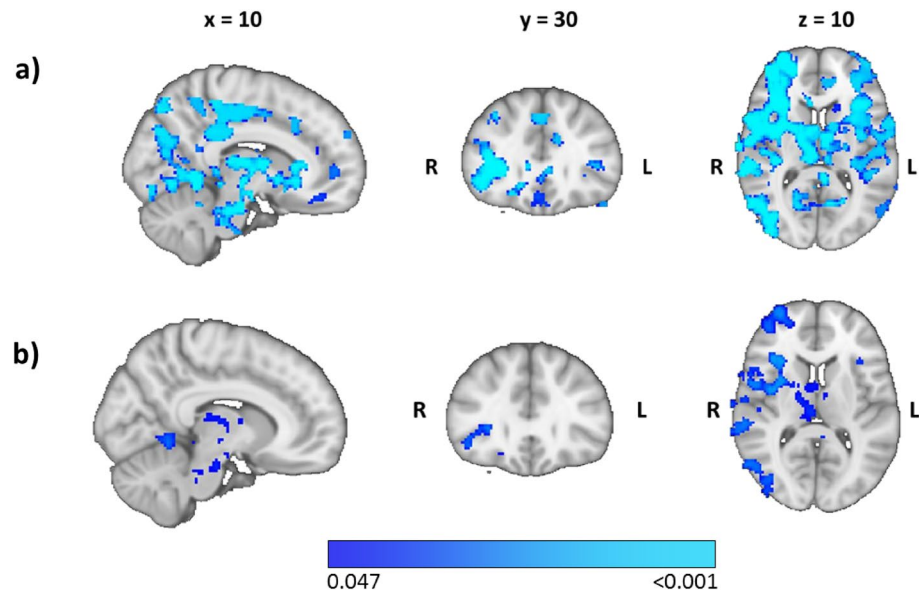 x = 10 y = 30 z = 10
a)
R L R L
b)
R L R L
0.047 <0.001